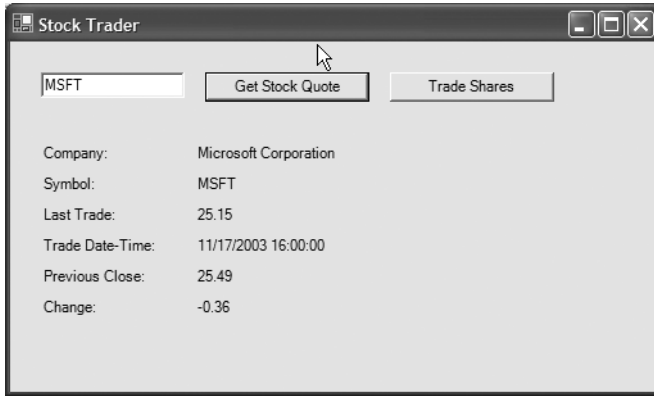 Stock Trader
MSFT Get Stock Quote Trade Shares
Company: Microsoft Corporation
Symbol: MSFT
Last Trade: 25.15
Trade Date-Time: 11/17/2003 16:00:00
Previous Close: 25.49
Change: -0.36